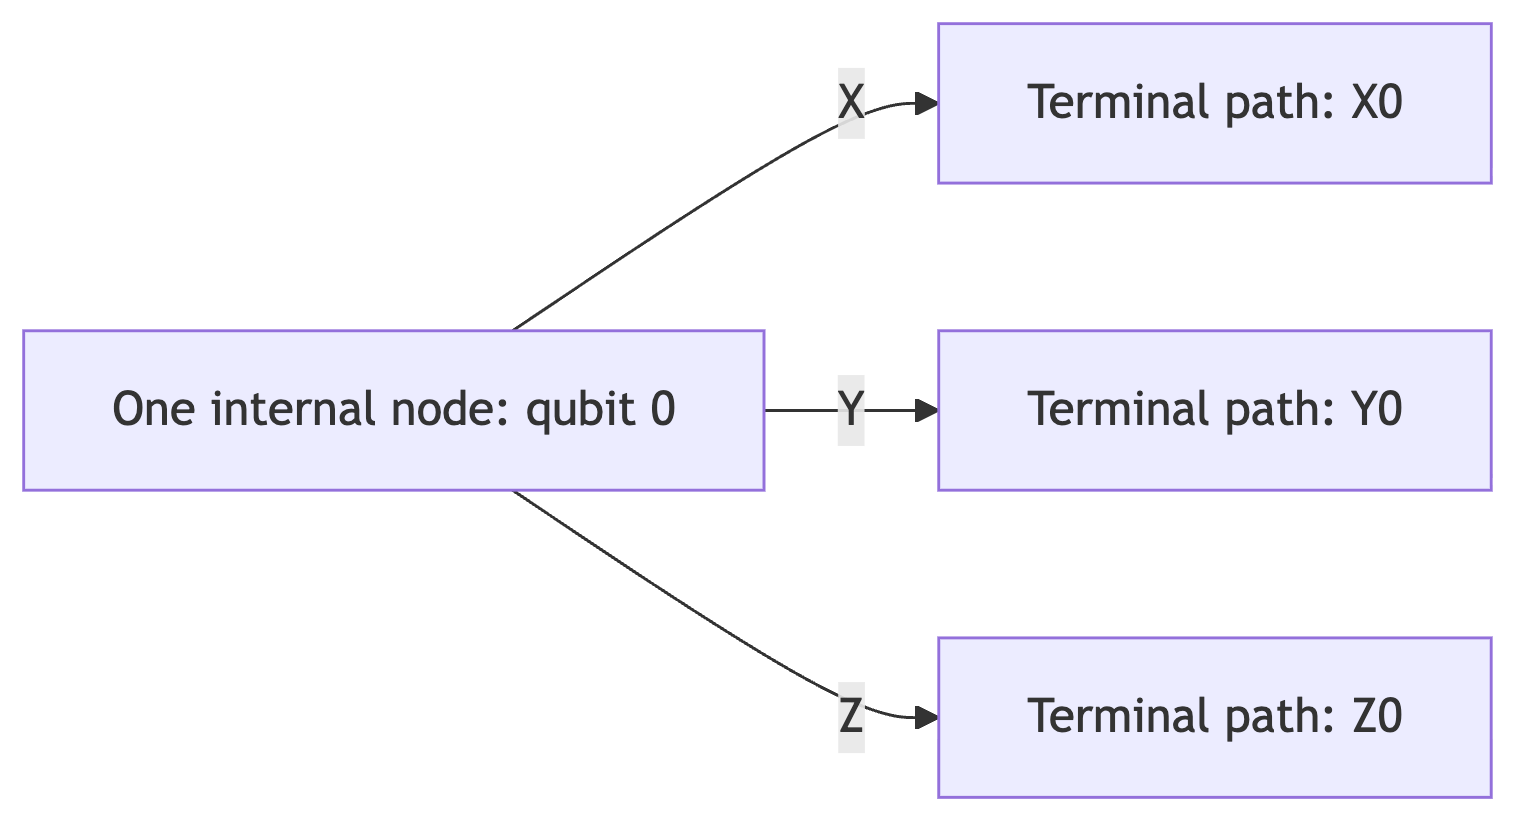 X
Terminal path: X0
One internal node: qubit 0
Y
Terminal path: Y0
Z
Terminal path: Z0